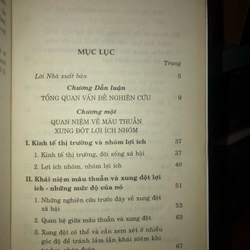 MỤC LỤC
Trang
Lời Nhà xuất bản 5
Chương Dẫn luận
TỔNG QUAN VẤN ĐỀ NGHIÊN CỨU 9
Chương một
QUAN NIỆM VỀ MÂU THUẪN
XUNG ĐỘT LỢI ÍCH NHÓM
I. Kinh tế thị trường và nhóm lợi ích 37
1. Kinh tế thị trường, đời sống xã hội 37
2. Lợi ích, nhóm lợi ích 40
II. Khái niệm mâu thuẫn và xung đột lợi
ích - những mức độ của nó 51
1. Những nghiên cứu trước đây về xung
đột xã hội 53
2. Quan hệ giữa mâu thuẫn và xung đột 63
3. Xung đột có thể và cần xem xét ở nhiều
góc độ để tránh lầm lẫn khái niệm khi
67